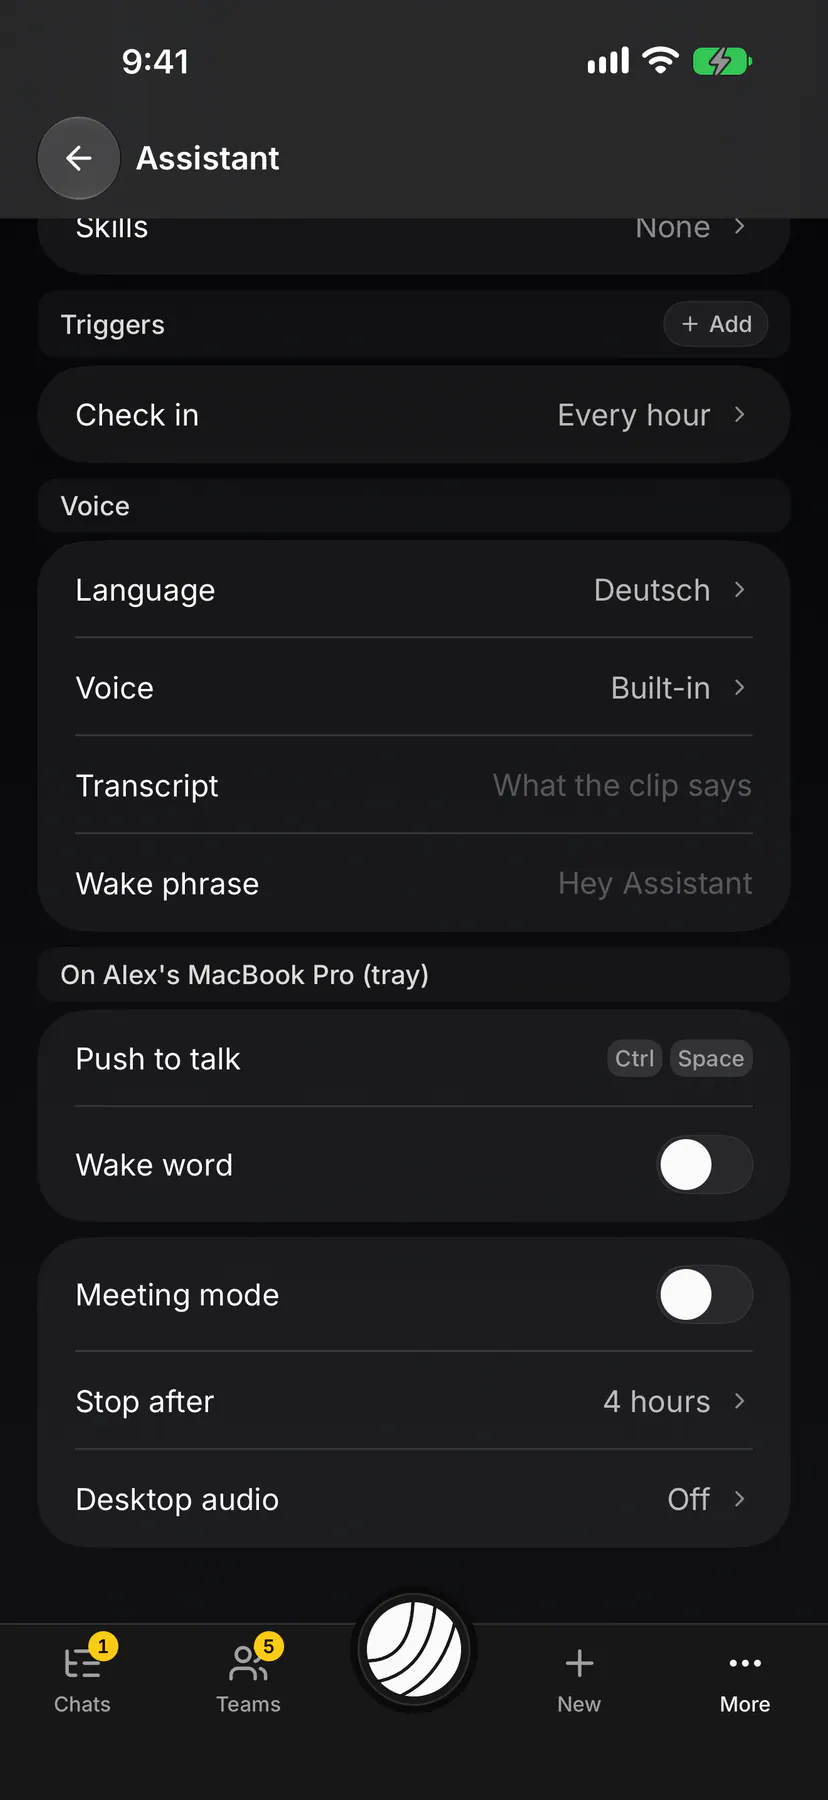 9:41
Assistant
Skills None
Triggers + Add
Check in Every hour
Voice
Language Deutsch
Voice Built-in
Transcript What the clip says
Wake phrase Hey Assistant
On Alex's MacBook Pro (tray)
Push to talk Ctrl Space
Wake word
Meeting mode
Stop after 4 hours
Desktop audio Off
1 5
Chats Teams New More